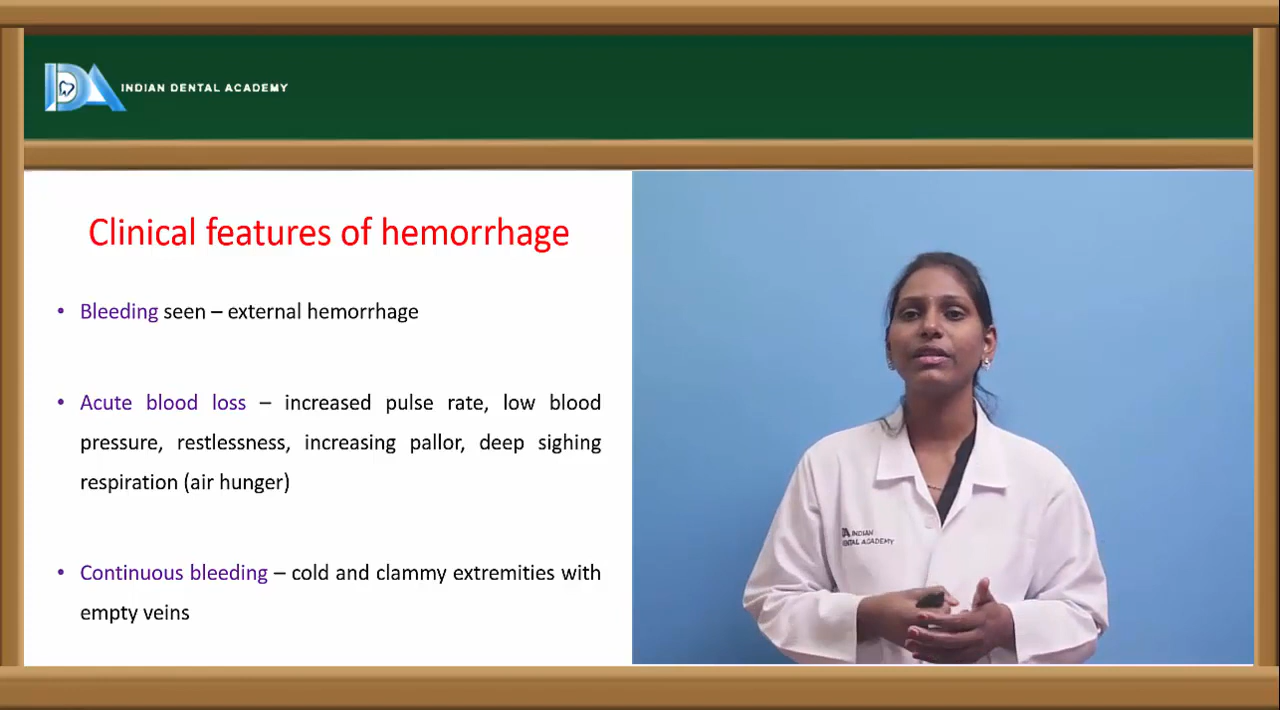 INDIAN DENTAL ACADEMY
Clinical features of hemorrhage
• Bleeding seen – external hemorrhage
• Acute blood loss – increased pulse rate, low blood
pressure, restlessness, increasing pallor, deep sighing
respiration (air hunger)
• Continuous bleeding – cold and clammy extremities with
empty veins
INDIAN
DENTAL ACADEMY